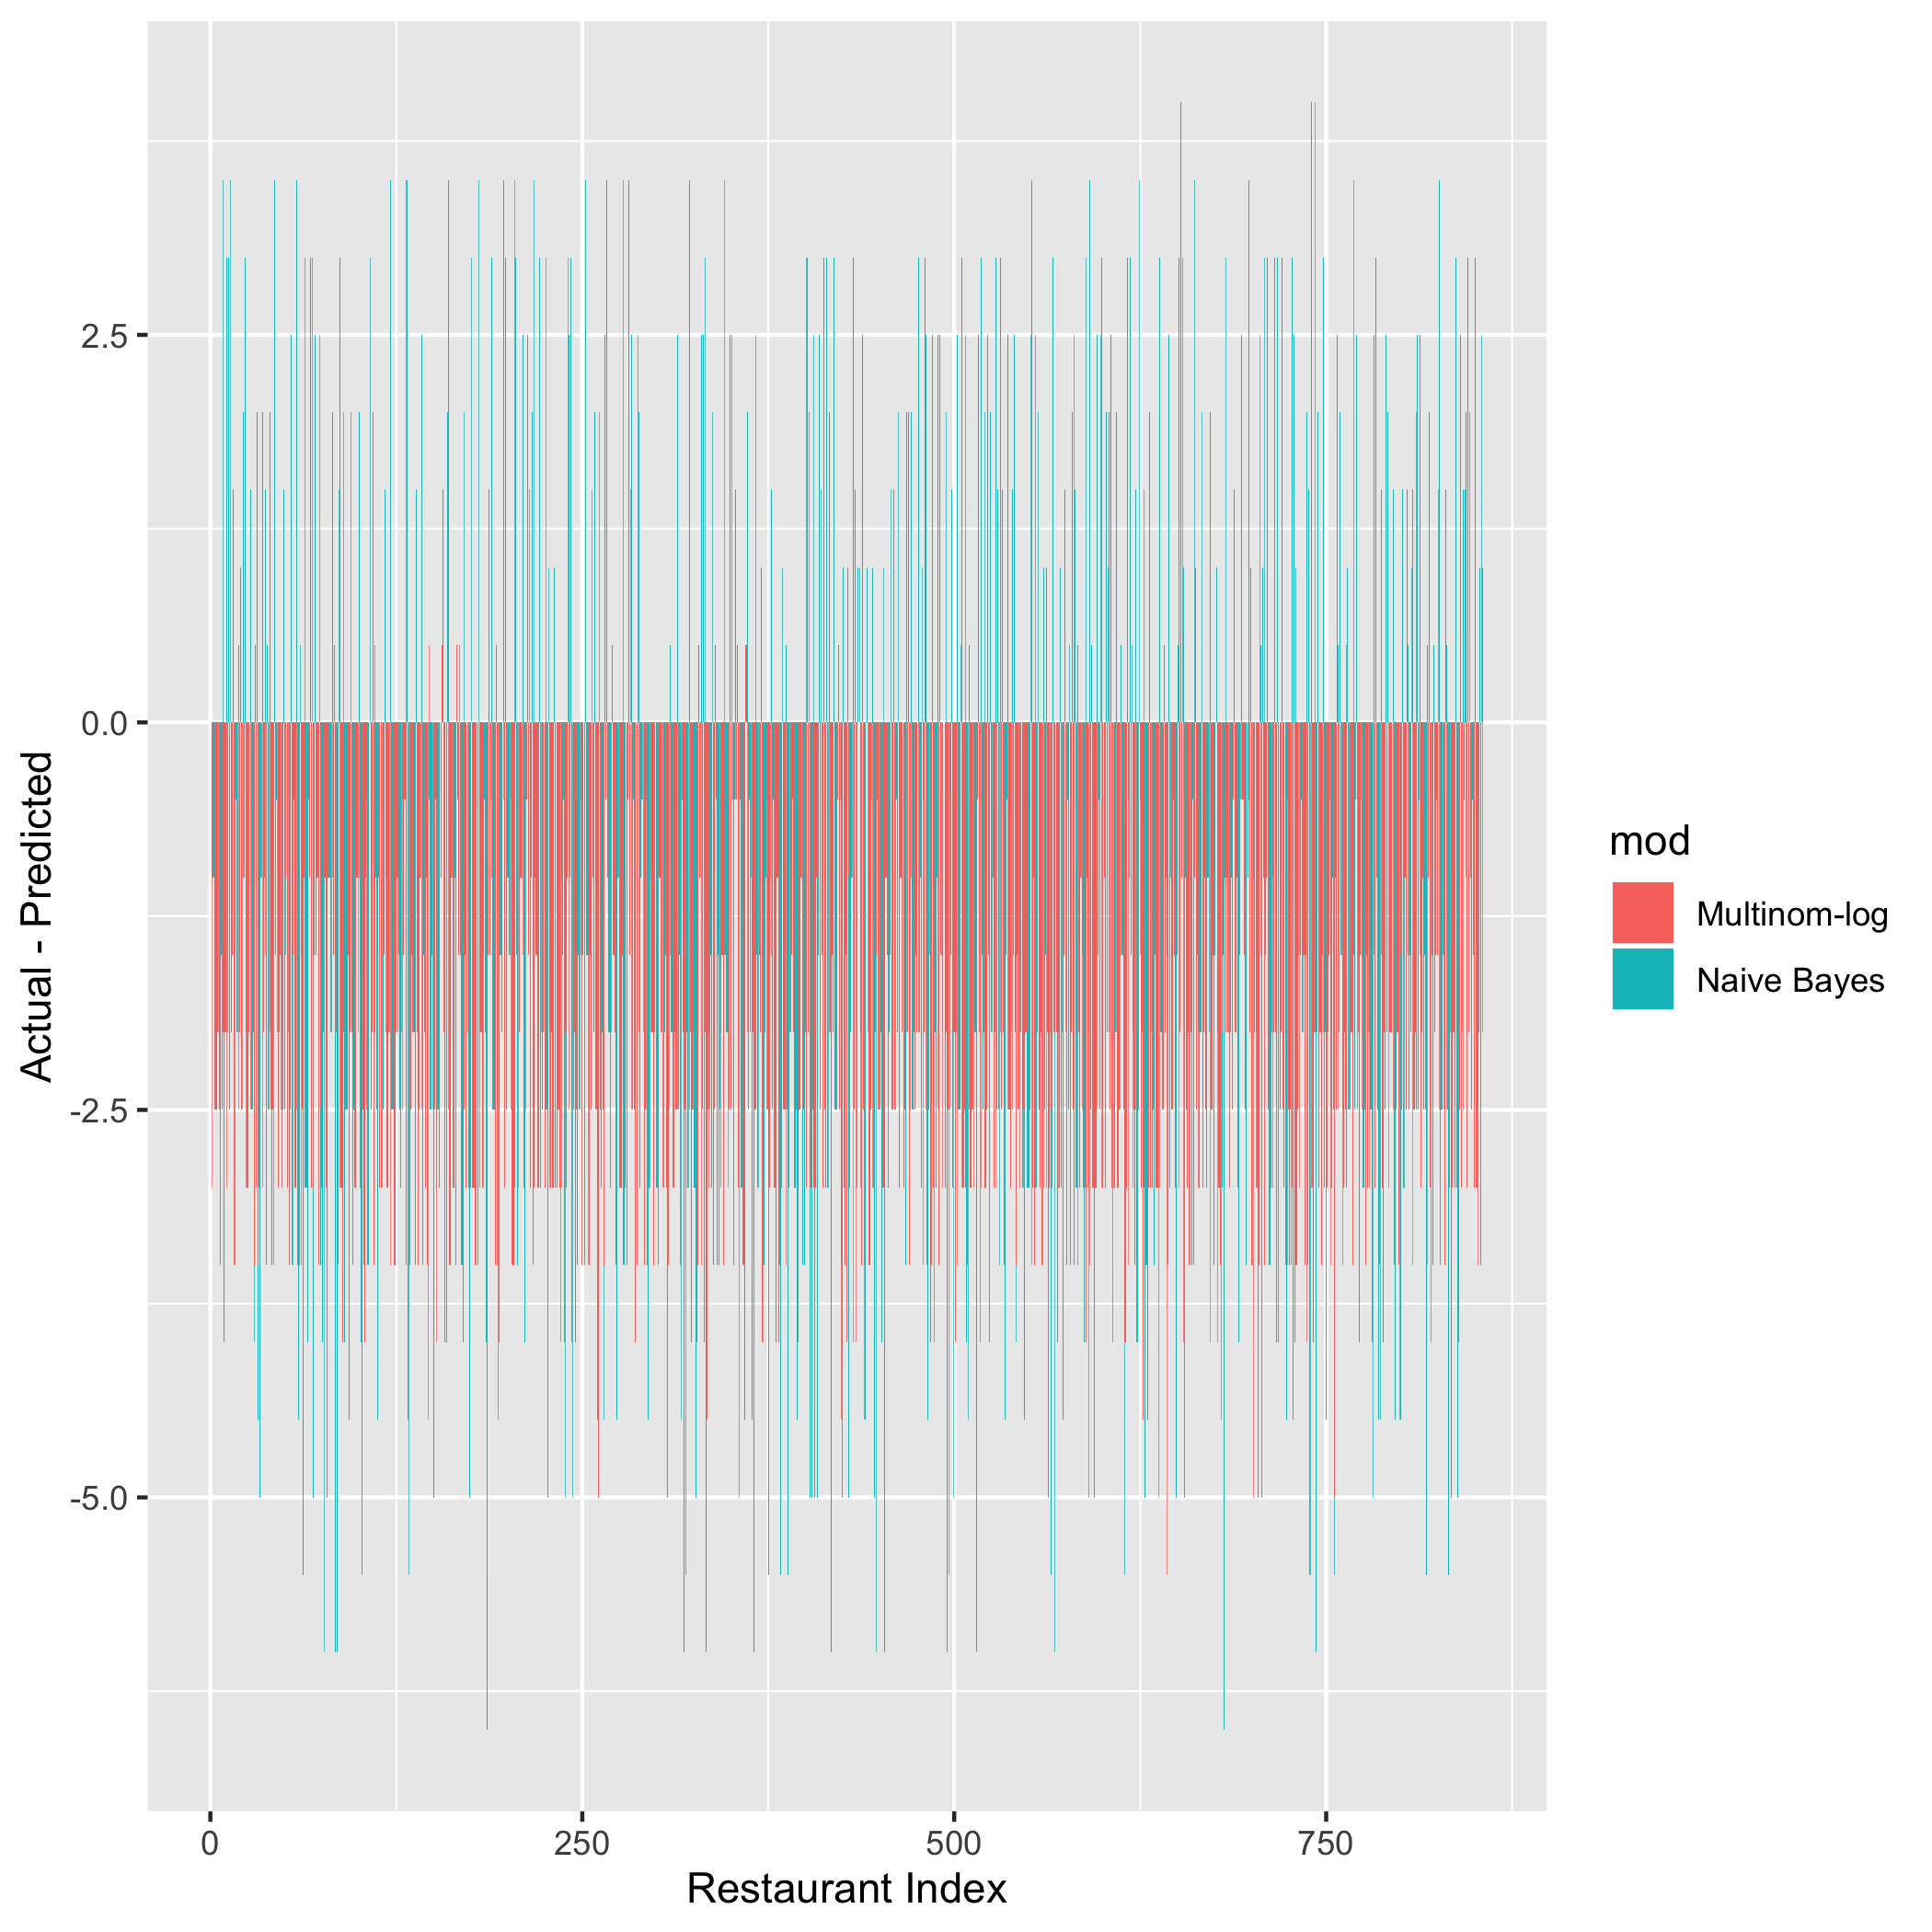 2.5
0.0
-2.5
-5.0
Actual - Predicted
0
250
500
750
Restaurant Index
mod
Multinom-log
Naive Bayes